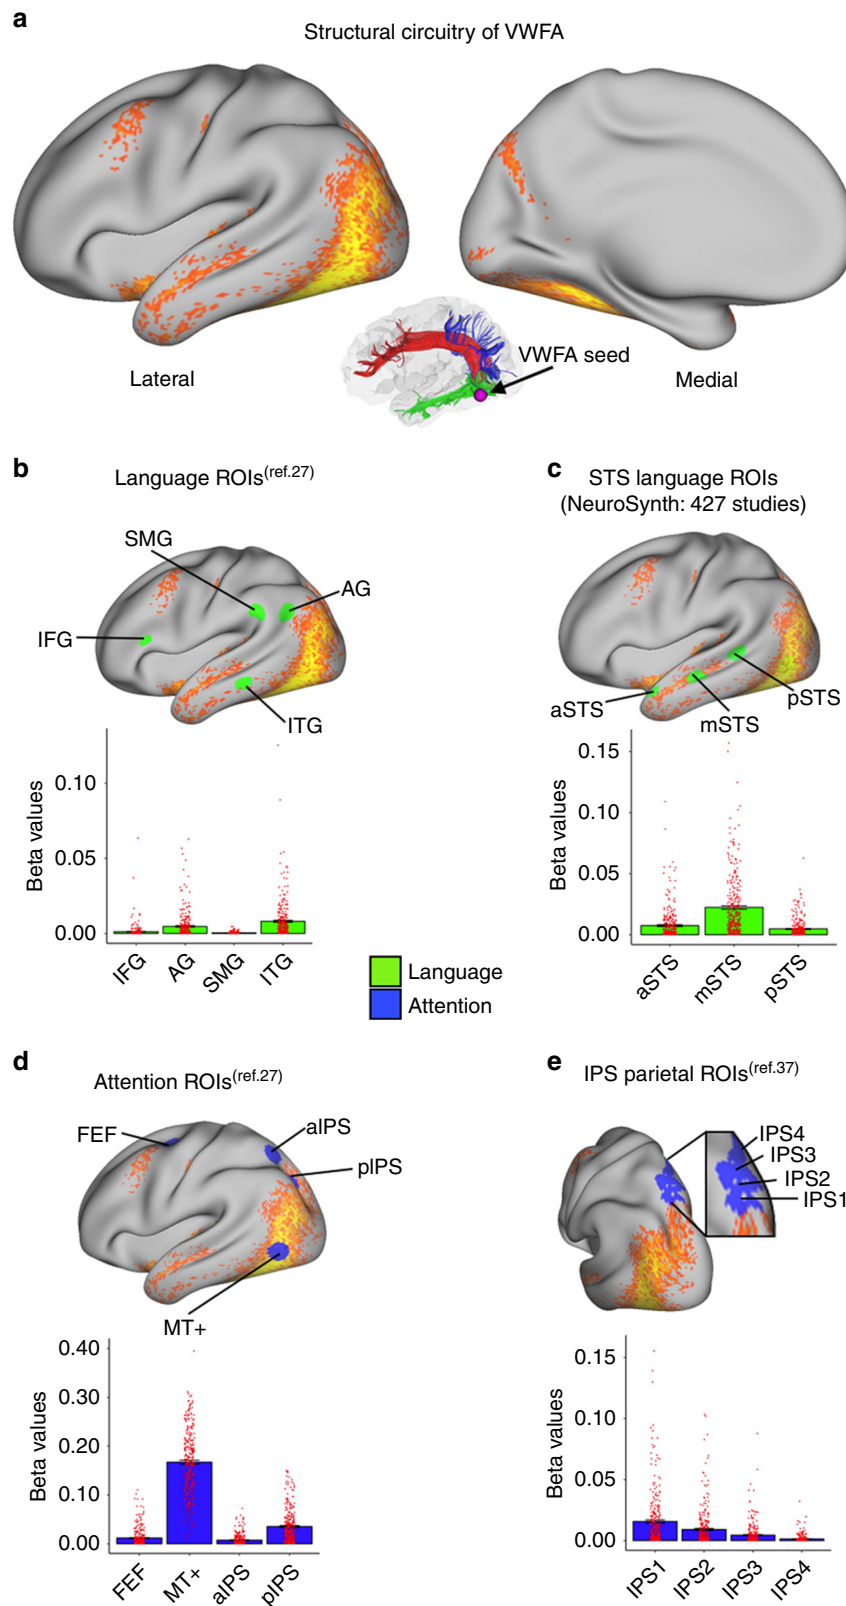 a
Structural circuitry of VWFA
VWFA seed
Lateral
Medial
b
Language ROIs(ref.27)
SMG
AG
IFG
ITG
Beta values
0.10
0.05
0.00
IFG
AG
SMG
ITG
c
STS language ROIs
(NeuroSynth: 427 studies)
aSTS
mSTS
pSTS
Beta values
0.15
0.10
0.05
0.00
aSTS
mSTS
pSTS
Language
Attention
d
Attention ROIs(ref.27)
FEF
aIPS
pIPS
MT+
Beta values
0.40
0.30
0.20
0.10
0.00
FEF
MT+
aIPS
pIPS
e
IPS parietal ROIs(ref.37)
IPS4
IPS3
IPS2
IPS1
Beta values
0.15
0.10
0.05
0.00
IPS1
IPS2
IPS3
IPS4